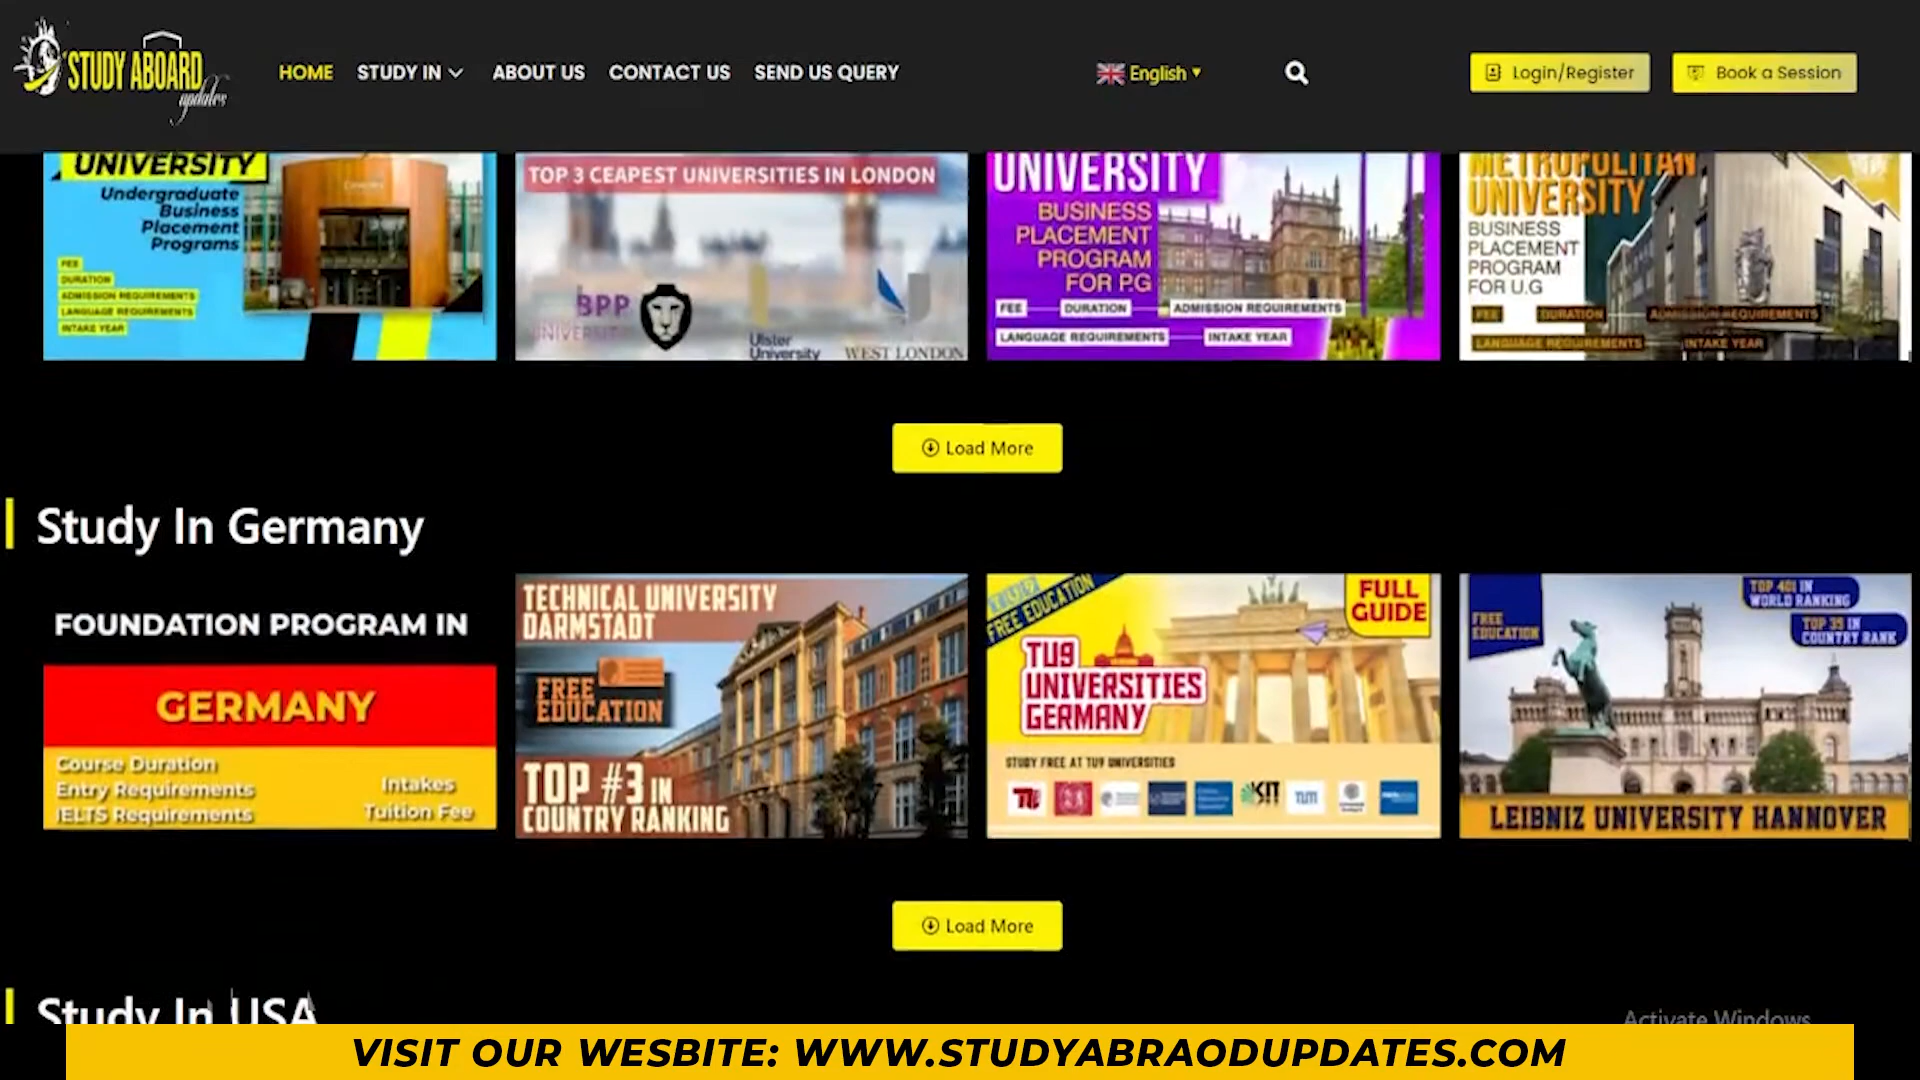 STUDY ABOARD
updates
HOME
STUDY IN
ABOUT US
CONTACT US
SEND US QUERY
English
Login/Register
Book a Session
UNIVERSITY
Undergraduate
Business
Placement
Programs
FEE
DURATION
ADMISSION REQUIREMENTS
LANGUAGE REQUIREMENTS
INTAKE YEAR
TOP 3 CEAPEST UNIVERSITIES IN LONDON
BPP
UNIVERSITY
Ulster
University
WEST LONDON
UNIVERSITY
BUSINESS
PLACEMENT
PROGRAM
FOR P.G
FEE
DURATION
ADMISSION REQUIREMENTS
LANGUAGE REQUIREMENTS
INTAKE YEAR
METROPOLITAN
UNIVERSITY
BUSINESS
PLACEMENT
PROGRAM
FOR U.G
FEE
DURATION
ADMISSION REQUIREMENTS
LANGUAGE REQUIREMENTS
INTAKE YEAR
Load More
Study In Germany
FOUNDATION PROGRAM IN
GERMANY
Course Duration
Entry Requirements
IELTS Requirements
Intakes
Tuition Fee
TECHNICAL UNIVERSITY
DARMSTADT
FREE
EDUCATION
TOP #3 IN
COUNTRY RANKING
TU9
FREE EDUCATION
FULL
GUIDE
TU9
UNIVERSITIES
GERMANY
STUDY FREE AT TU9 UNIVERSITIES
KIT
TUM
FREE
EDUCATION
TOP 401 IN
WORLD RANKING
TOP 39 IN
COUNTRY RANK
LEIBNIZ UNIVERSITY HANNOVER
Load More
Study In USA
Activate Windows
VISIT OUR WESBITE: WWW.STUDYABRAODUPDATES.COM